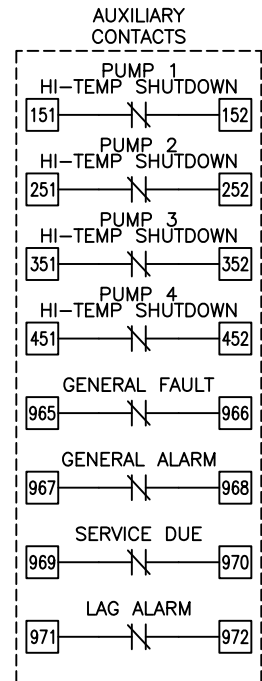 AUXILIARY
CONTACTS
PUMP 1
HI-TEMP SHUTDOWN
151 152
PUMP 2
HI-TEMP SHUTDOWN
251 252
PUMP 3
HI-TEMP SHUTDOWN
351 352
PUMP 4
HI-TEMP SHUTDOWN
451 452
GENERAL FAULT
965 966
GENERAL ALARM
967 968
SERVICE DUE
969 970
LAG ALARM
971 972